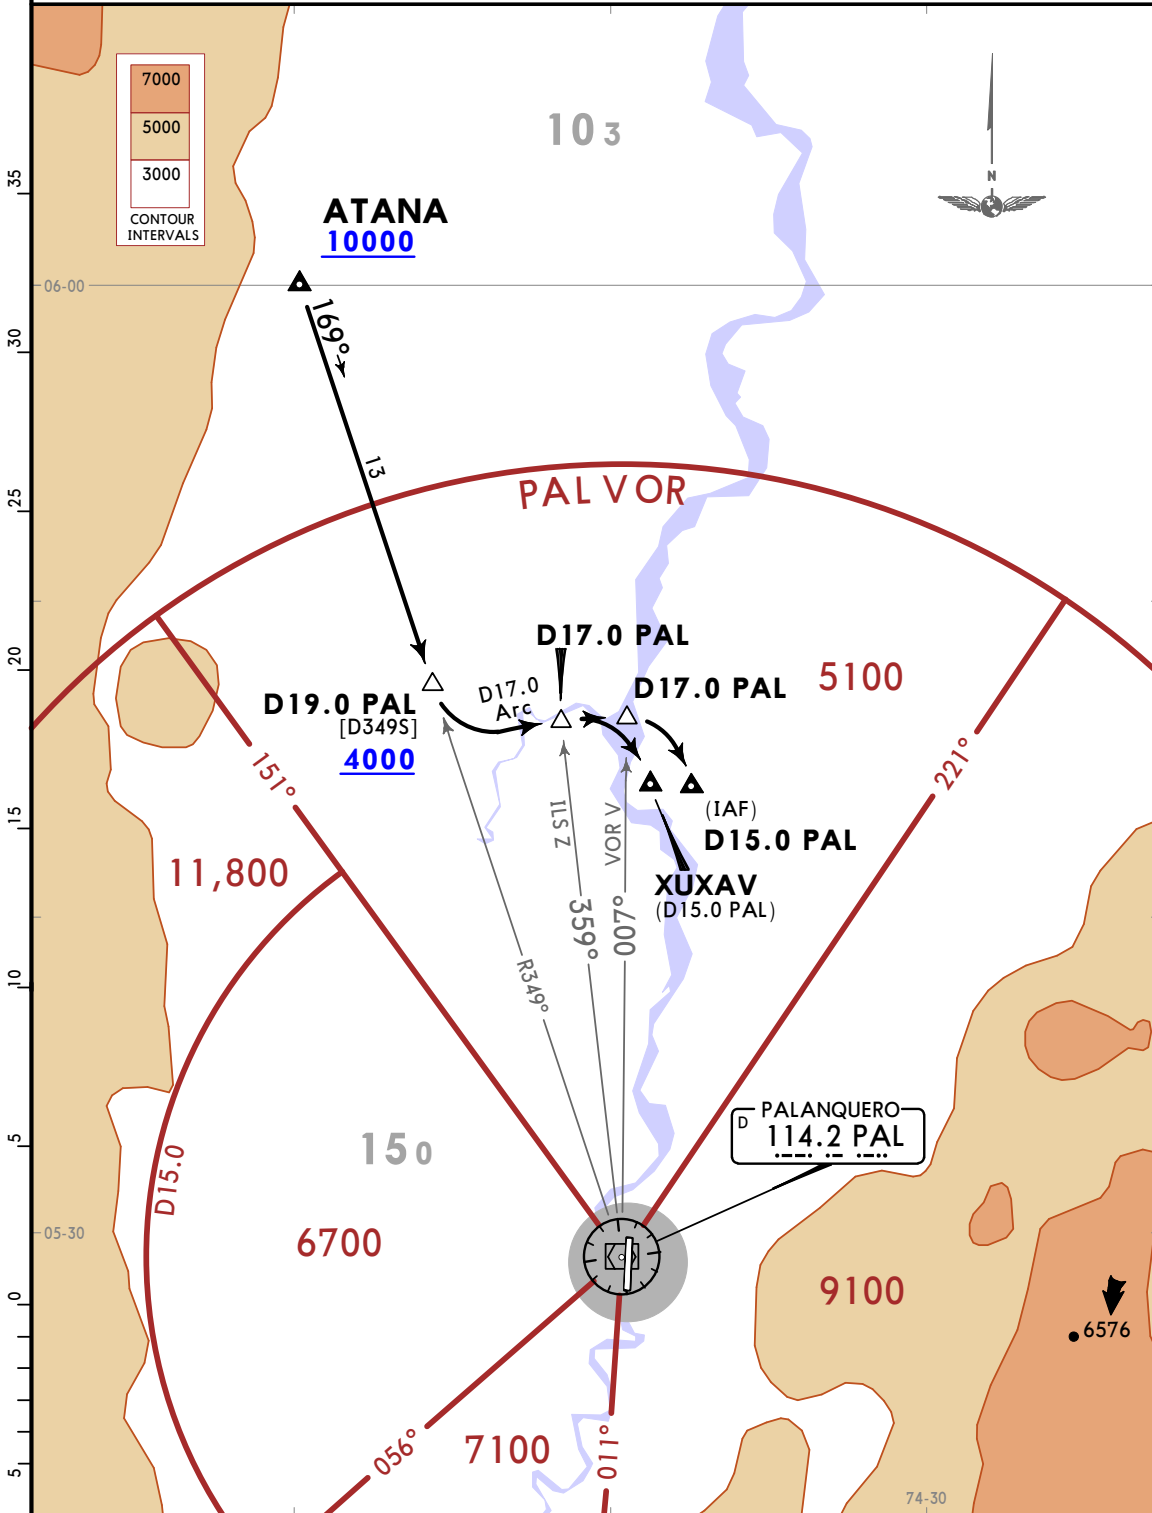 7000
5000
3000
CONTOUR
INTERVALS
10 3
N
ATANA
10000
06-00
169°
13
PAL VOR
D17.0 PAL
D17.0
Arc
D17.0 PAL
5100
D19.0 PAL
[D349S]
4000
151°
221°
ILS Z
VOR V
(IAF)
D15.0 PAL
XUXAV
(D15.0 PAL)
11,800
359°
007°
R349°
PALANQUERO
D
114.2 PAL
15 0
D15.0
6700
05-30
9100
6576
7100
056°
011°
74-30
35
30
25
20
15
10
5
0
5